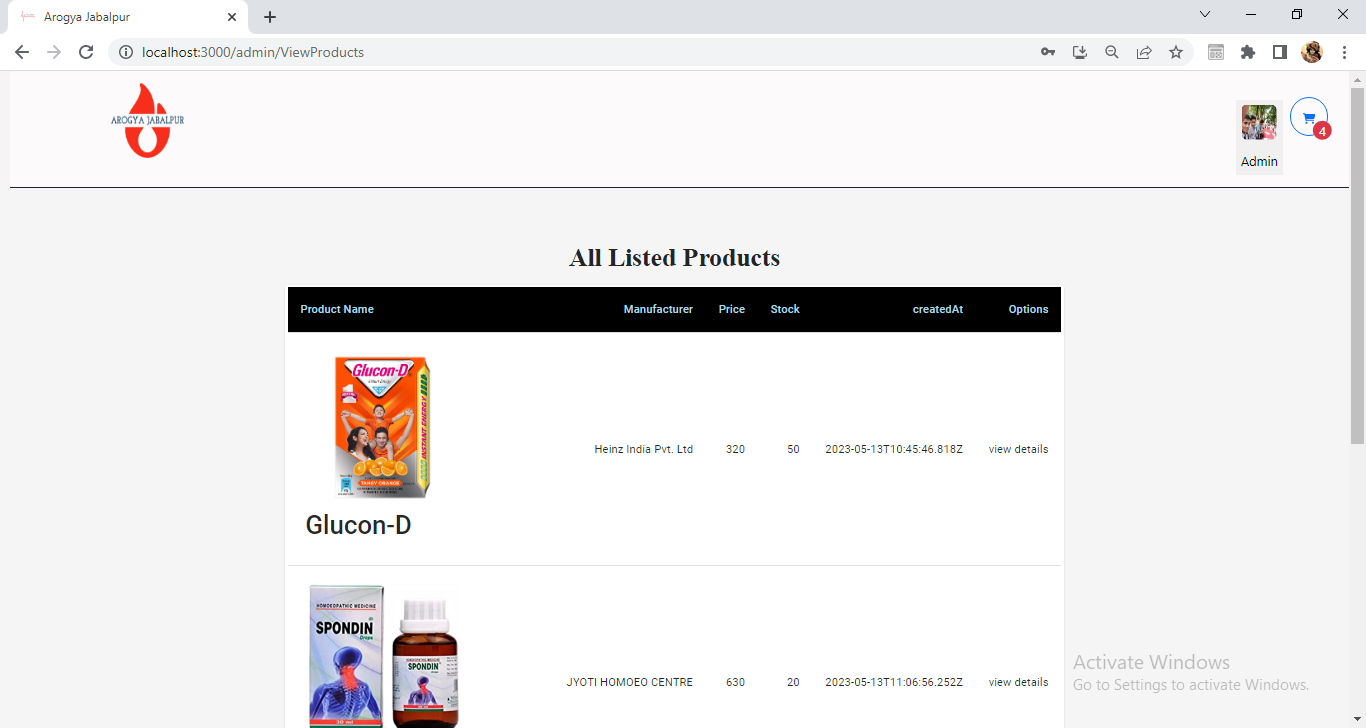 Arogya Jabalpur
localhost:3000/admin/ViewProducts
AROGYA JABALPUR
4
Admin
All Listed Products
Product Name Manufacturer Price Stock createdAt Options
Glucon-D
INSTANT ENERGY
TANGY ORANGE
Heinz India Pvt. Ltd 320 50 2023-05-13T10:45:46.818Z view details
Glucon-D
HOMOEOPATHIC MEDICINE
SPONDIN
Drops
30 ml
SPONDIN
JYOTI HOMOEO CENTRE 630 20 2023-05-13T11:06:56.252Z view details
Activate Windows
Go to Settings to activate Windows.